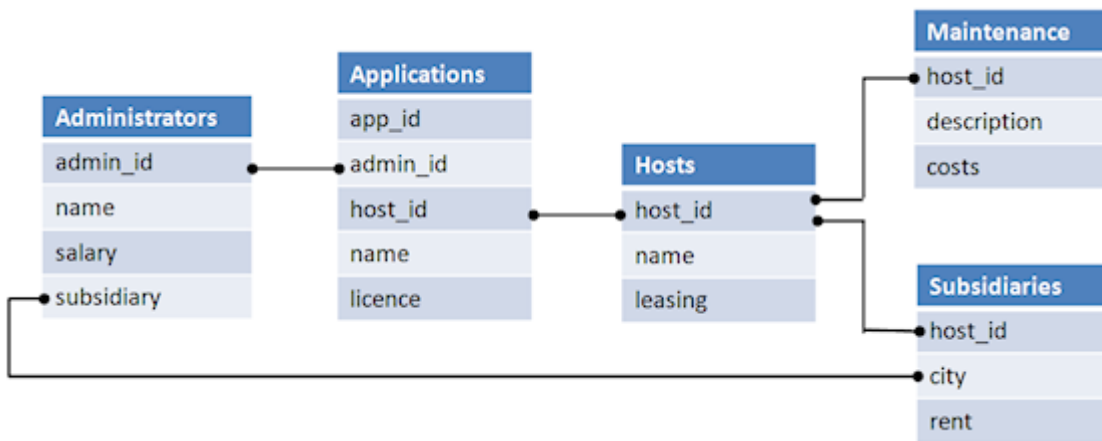 Administrators
admin_id
name
salary
subsidiary
Applications
app_id
admin_id
host_id
name
licence
Hosts
host_id
name
leasing
Maintenance
host_id
description
costs
Subsidiaries
host_id
city
rent